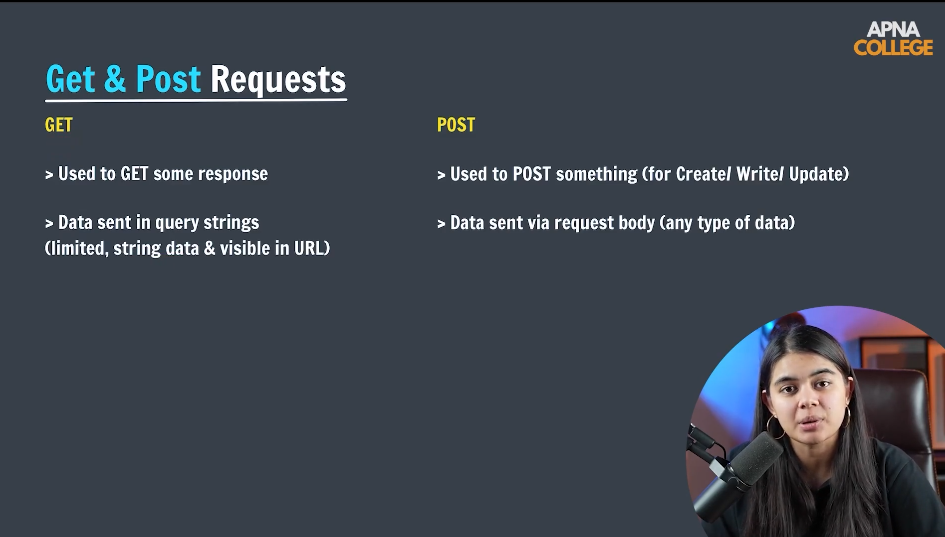 APNA
COLLEGE
Get & Post Requests
GET
> Used to GET some response
> Data sent in query strings
(limited, string data & visible in URL)
POST
> Used to POST something (for Create/ Write/ Update)
> Data sent via request body (any type of data)